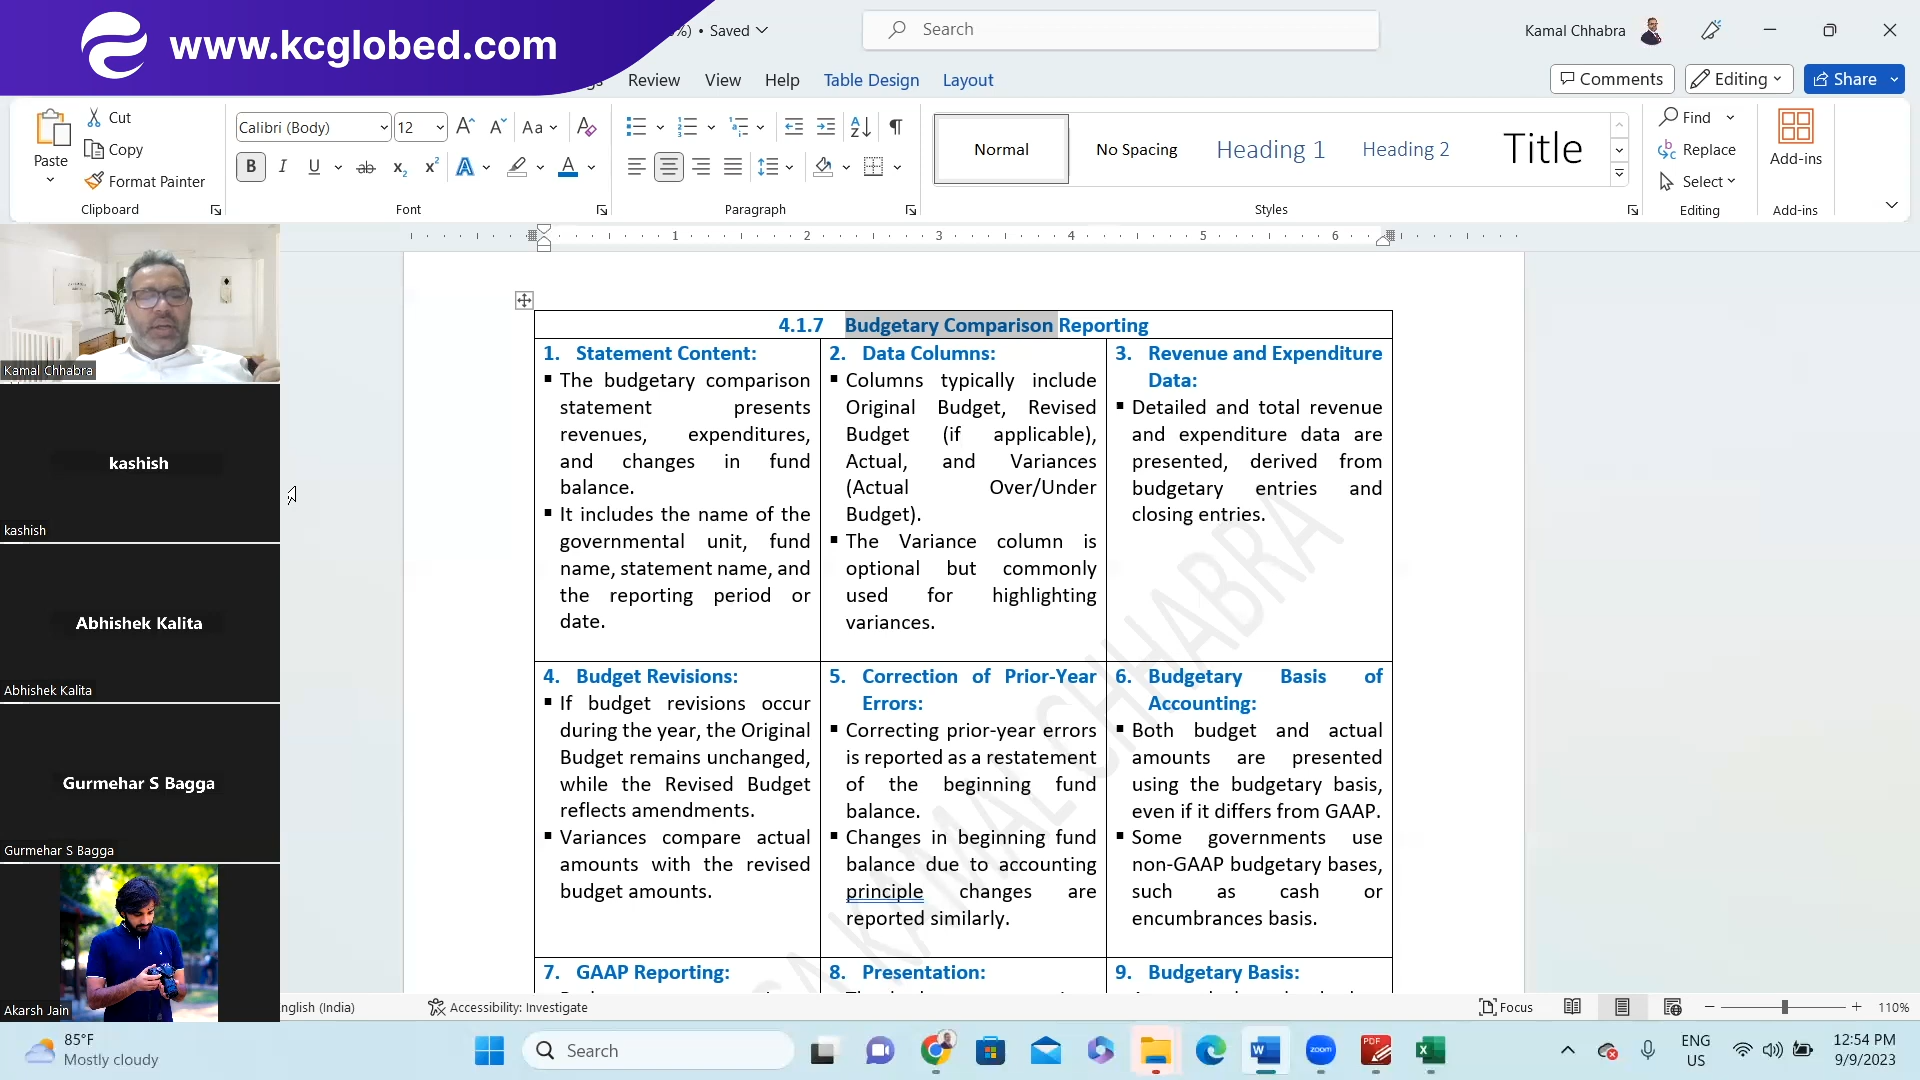 www.kcglobed.com
%) • Saved
Search
Kamal Chhabra
Review View Help Table Design Layout
Comments Editing Share
Paste
Cut
Copy
Format Painter
Clipboard
Calibri (Body) 12
Font
Paragraph
Normal
No Spacing
Heading 1
Heading 2
Title
Styles
Find
Replace
Select
Editing
Add-ins
Add-ins
1 2 3 4 5 6
Kamal Chhabra
kashish
kashish
Abhishek Kalita
Abhishek Kalita
Gurmehar S Bagga
Gurmehar S Bagga
Akarsh Jain
4.1.7 Budgetary Comparison Reporting
1. Statement Content:
▪ The budgetary comparison
statement presents
revenues, expenditures,
and changes in fund
balance.
▪ It includes the name of the
governmental unit, fund
name, statement name, and
the reporting period or
date.
2. Data Columns:
▪ Columns typically include
Original Budget, Revised
Budget (if applicable),
Actual, and Variances
(Actual Over/Under
Budget).
▪ The Variance column is
optional but commonly
used for highlighting
variances.
3. Revenue and Expenditure
Data:
▪ Detailed and total revenue
and expenditure data are
presented, derived from
budgetary entries and
closing entries.
4. Budget Revisions:
▪ If budget revisions occur
during the year, the Original
Budget remains unchanged,
while the Revised Budget
reflects amendments.
▪ Variances compare actual
amounts with the revised
budget amounts.
5. Correction of Prior-Year
Errors:
▪ Correcting prior-year errors
is reported as a restatement
of the beginning fund
balance.
▪ Changes in beginning fund
balance due to accounting
principle changes are
reported similarly.
6. Budgetary Basis of
Accounting:
▪ Both budget and actual
amounts are presented
using the budgetary basis,
even if it differs from GAAP.
▪ Some governments use
non-GAAP budgetary bases,
such as cash or
encumbrances basis.
7. GAAP Reporting:
8. Presentation:
9. Budgetary Basis:
KAMAL CHHABRA
nglish (India)
Accessibility: Investigate
Focus
110%
85°F
Mostly cloudy
Search
zoom
PDF
ENG
US
12:54 PM
9/9/2023